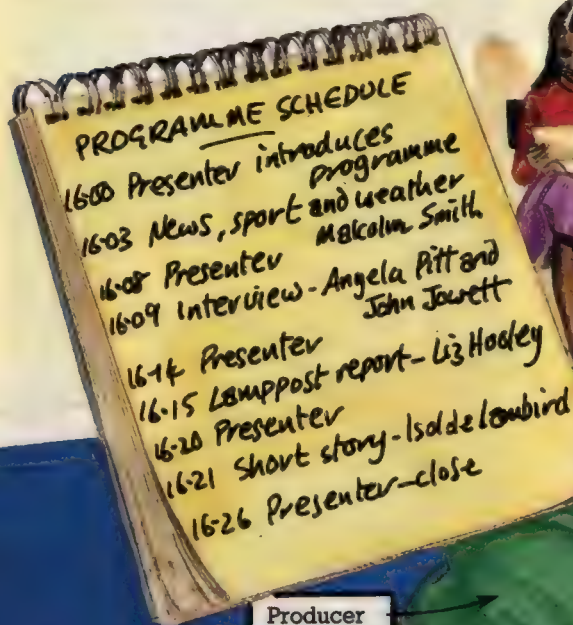 PROGRAMME SCHEDULE
16·00 Presenter introduces
programme
16·03 News, sport and weather
Malcolm Smith
16·08 Presenter
16·09 Interview - Angela Pitt and
John Jowett
16·14 Presenter
16·15 Lamppost report - Liz Hooley
16·20 Presenter
16·21 Short story - Isolde Lambird
16·26 Presenter - close
Producer